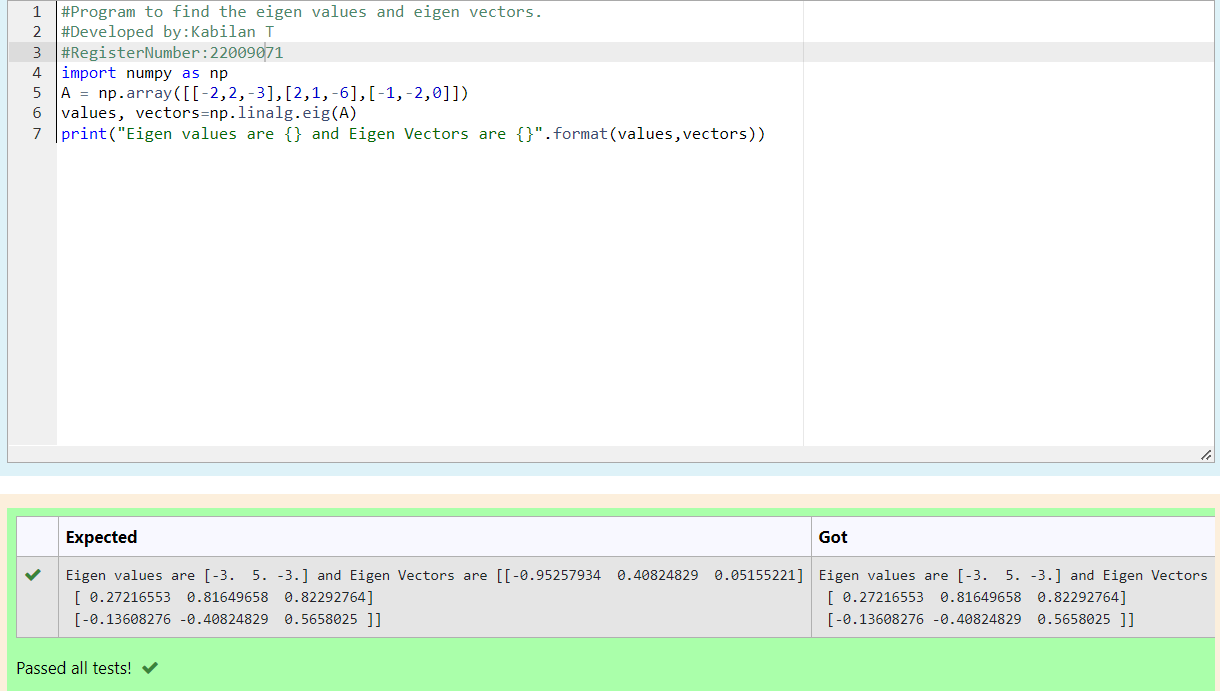 1 #Program to find the eigen values and eigen vectors.
2 #Developed by:Kabilan T
3 #RegisterNumber:22009071
4 import numpy as np
5 A = np.array([[-2,2,-3],[2,1,-6],[-1,-2,0]])
6 values, vectors=np.linalg.eig(A)
7 print("Eigen values are {} and Eigen Vectors are {}".format(values,vectors))
Expected Got
Eigen values are [-3.  5. -3.] and Eigen Vectors are [[-0.95257934  0.40824829  0.05155221] Eigen values are [-3.  5. -3.] and Eigen Vectors
[ 0.27216553  0.81649658  0.82292764] [ 0.27216553  0.81649658  0.82292764]
[-0.13608276 -0.40824829  0.5658025 ]] [-0.13608276 -0.40824829  0.5658025 ]]
Passed all tests!